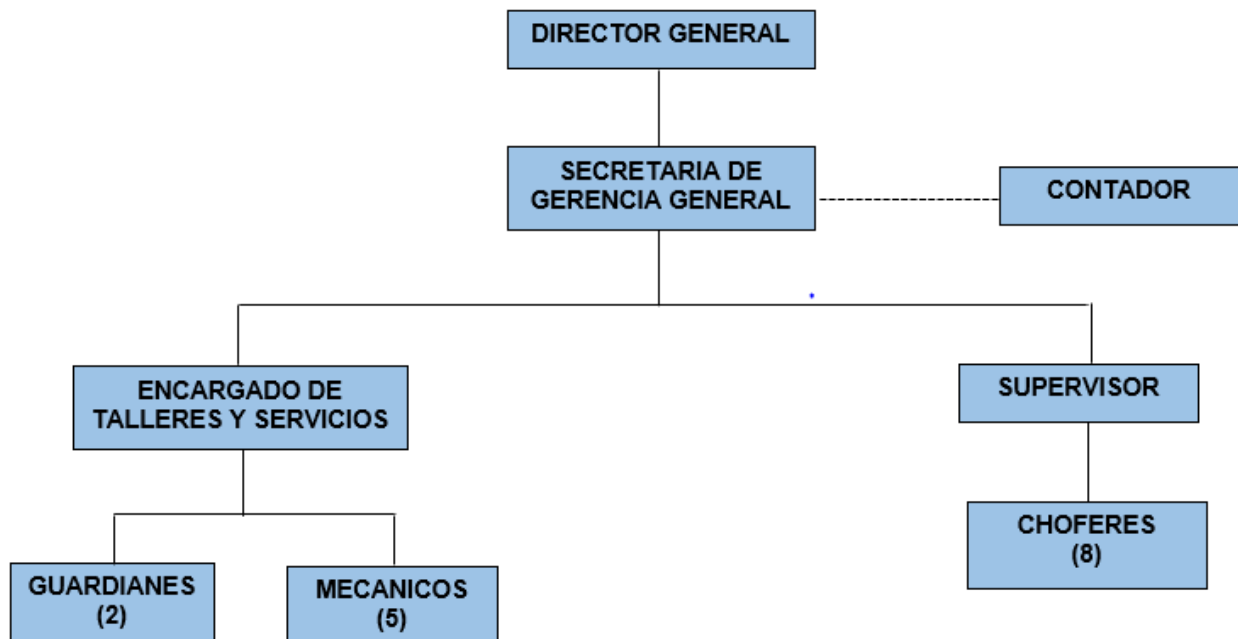 DIRECTOR GENERAL
SECRETARIA DE
GERENCIA GENERAL
CONTADOR
ENCARGADO DE
TALLERES Y SERVICIOS
SUPERVISOR
GUARDIANES
(2)
MECANICOS
(5)
CHOFERES
(8)